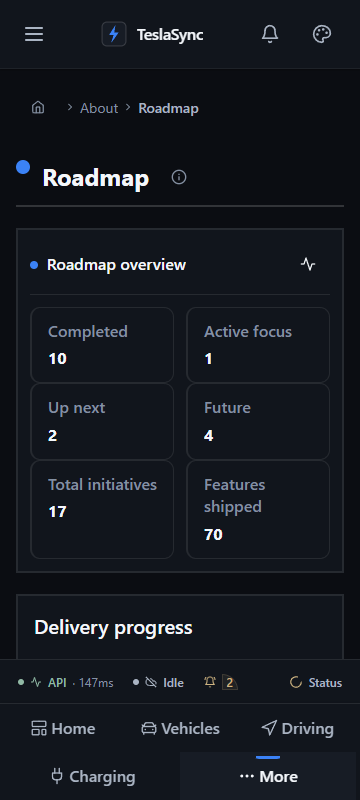 TeslaSync
About Roadmap
Roadmap
Roadmap overview
Completed
10
Active focus
1
Up next
2
Future
4
Total initiatives
17
Features
shipped
70
Delivery progress
API · 147ms Idle 2 Status
Home Vehicles Driving
Charging More